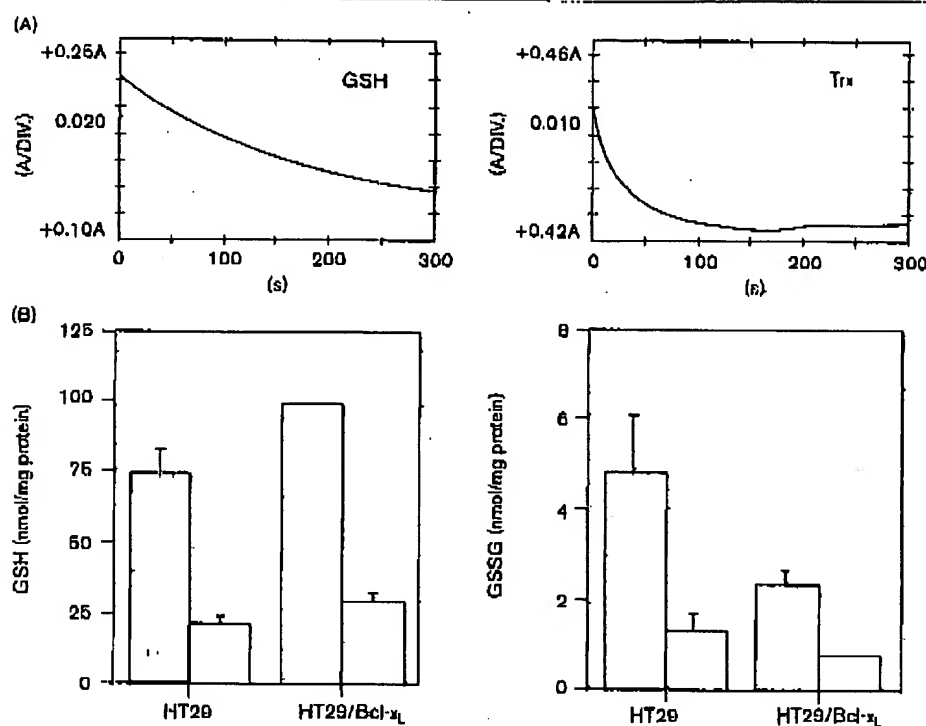 (A)
+0.25A
0.020
+0.10A
(A/DIV.)
GSH
0 100 200 300
(s)
+0.46A
0.010
+0.42A
(A/DIV.)
Trx
0 100 200 300
(s).
(B)
125
100
75
50
25
0
GSH (nmol/mg protein)
HT29 HT29/Bcl-xL
8
6
4
2
0
GSSG (nmol/mg protein)
HT29 HT29/Bcl-xL